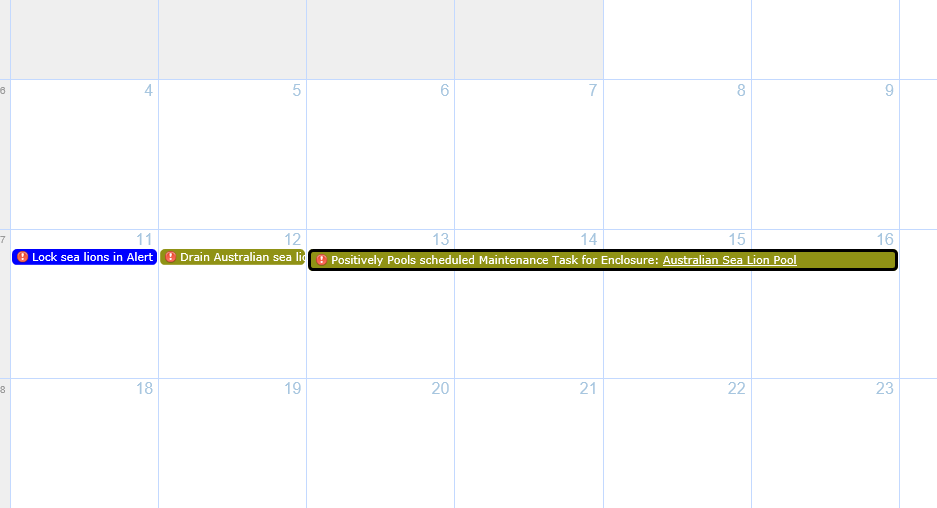 6 4 5 6 7 8 9
7 11 12 13 14 15 16
Lock sea lions in Alert Drain Australian sea Positively Pools scheduled Maintenance Task for Enclosure: Australian Sea Lion Pool
8 18 19 20 21 22 23